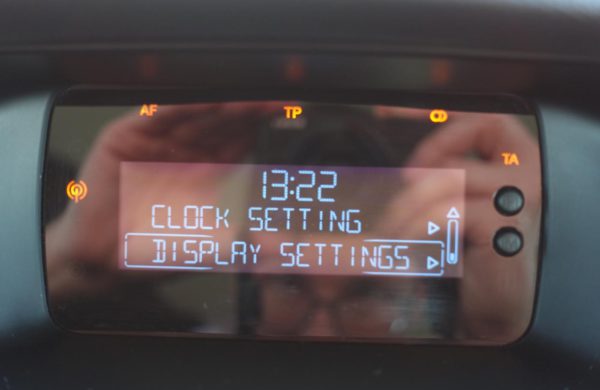 AF TP
TA
13:22
CLOCK SETTING
DISPLAY SETTINGS